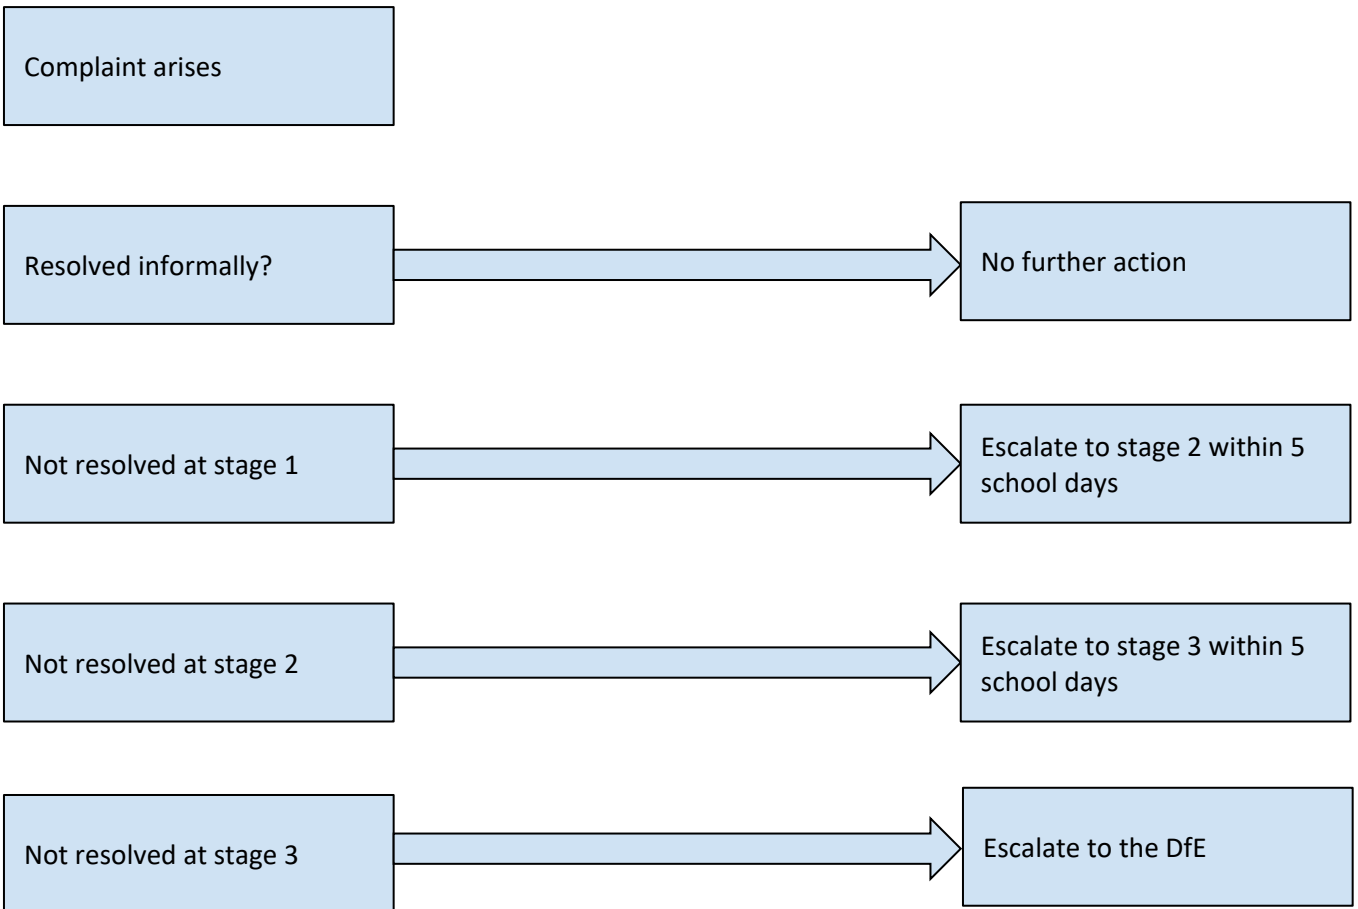 Complaint arises
Resolved informally?
No further action
Not resolved at stage 1
Escalate to stage 2 within 5
school days
Not resolved at stage 2
Escalate to stage 3 within 5
school days
Not resolved at stage 3
Escalate to the DfE